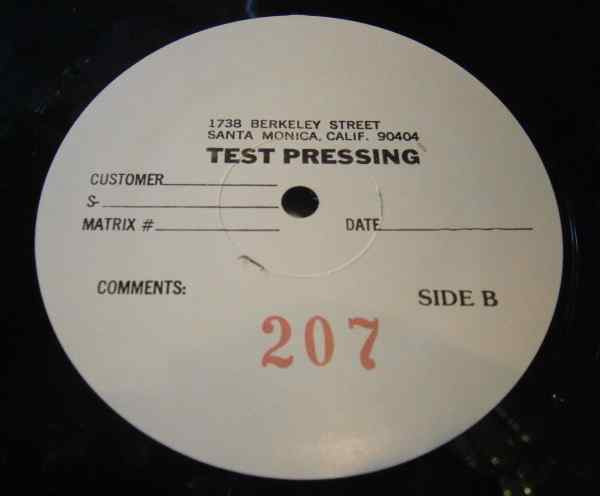 1738 BERKELEY STREET
SANTA MONICA, CALIF. 90404
TEST PRESSING
CUSTOMER
&
MATRIX # DATE
COMMENTS: SIDE B
207